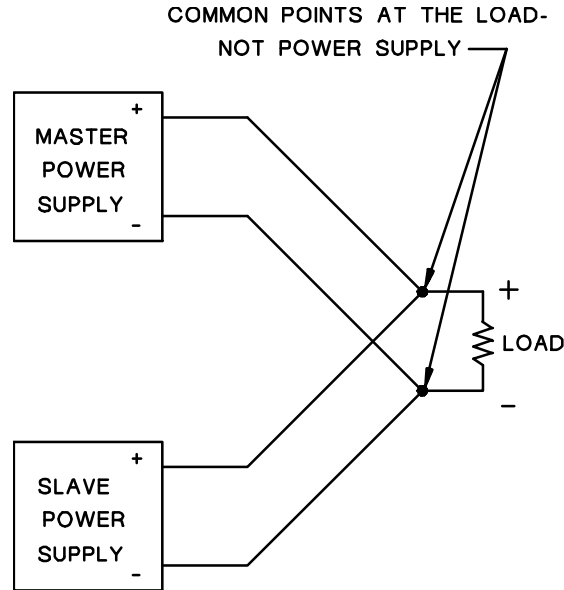 COMMON POINTS AT THE LOAD-
NOT POWER SUPPLY
+
MASTER
POWER
SUPPLY
-
+
LOAD
-
+
SLAVE
POWER
SUPPLY
-